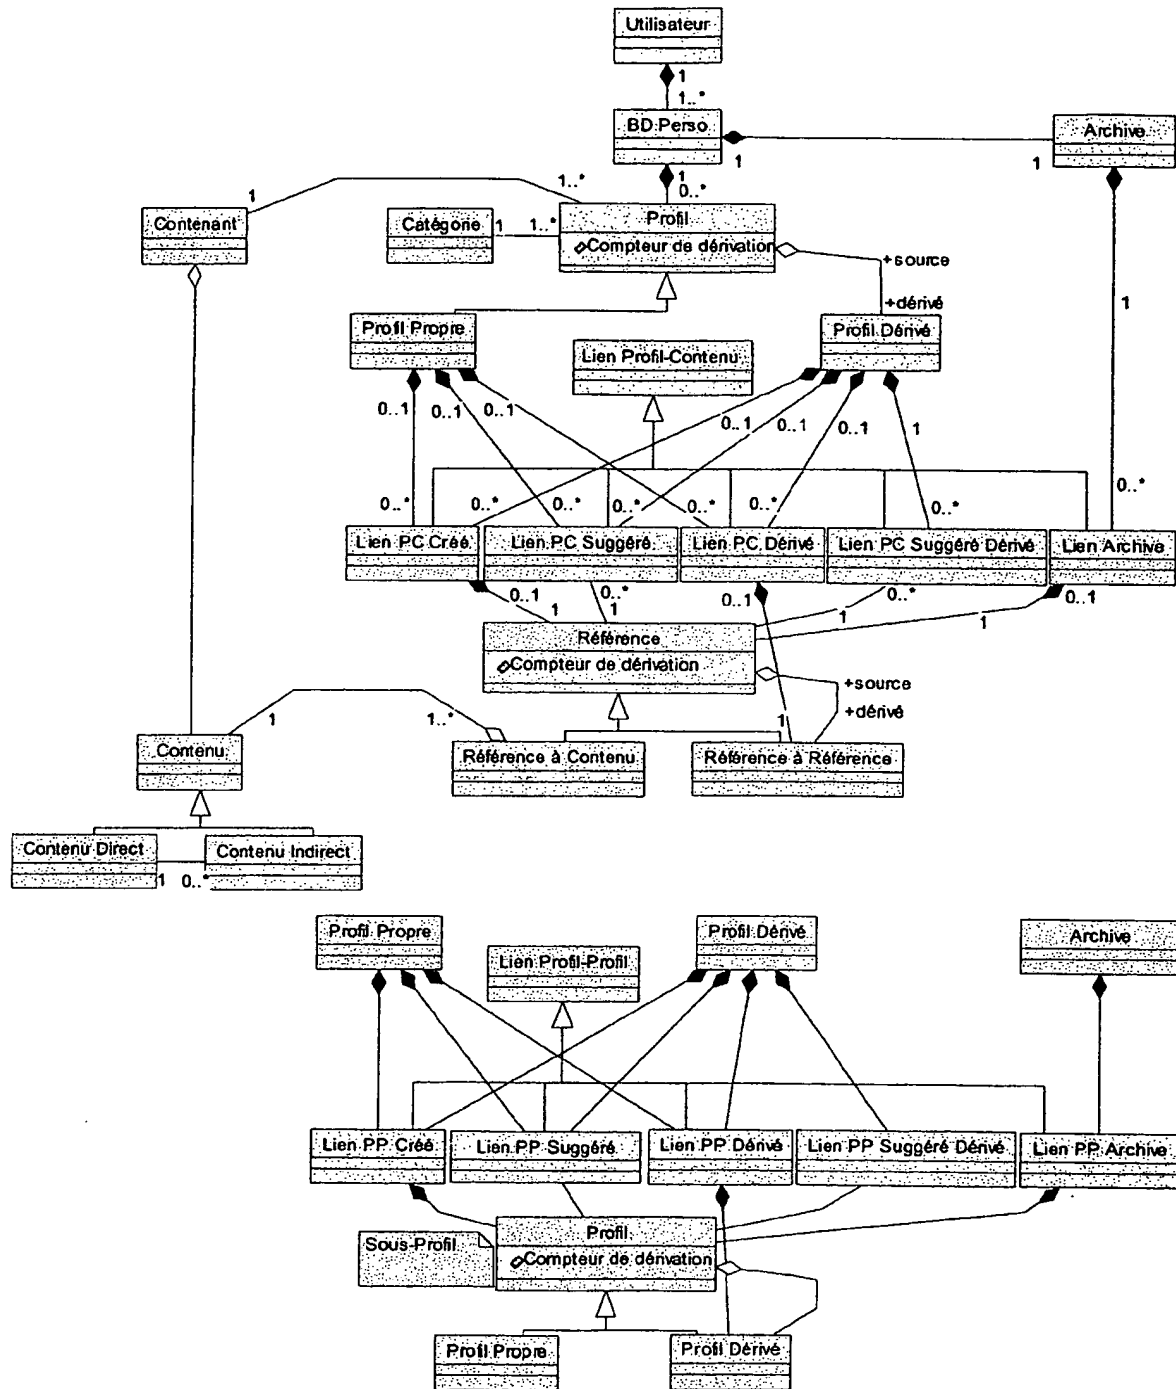 Utilisateur
1
1..*
BD Perso
Archive
1
1
1
0..*
1
1..*
Contenant
Catégorie
1
1..*
Profil
Compteur de dérivation
+source
+dérivé
1
Profil Propre
Profil Dérivé
Lien Profil-Contenu
0..1
0..1
0..1
0..1
0..1
0..1
1
0..*
0..*
0..*
0..*
0..*
0..*
0..*
0..*
Lien PC Créé
Lien PC Suggéré
Lien PC Dérivé
Lien PC Suggéré Dérivé
Lien Archive
0..1
0..*
0..1
0..*
0..1
1
1
1
1
Référence
Compteur de dérivation
+source
+dérivé
1
1..*
1
Contenu
Référence à Contenu
Référence à Référence
Contenu Direct
Contenu Indirect
1
0..*
Profil Propre
Profil Dérivé
Archive
Lien Profil-Profil
Lien PP Créé
Lien PP Suggéré
Lien PP Dérivé
Lien PP Suggéré Dérivé
Lien PP Archive
Sous-Profil
Profil
Compteur de dérivation
Profil Propre
Profil Dérivé